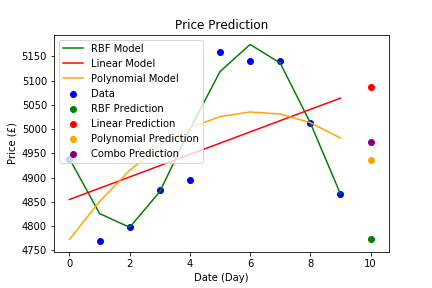 Price Prediction
Price (£)
5150
5100
5050
5000
4950
4900
4850
4800
4750
RBF Model
Linear Model
Polynomial Model
Data
RBF Prediction
Linear Prediction
Polynomial Prediction
Combo Prediction
0 2 4 6 8 10
Date (Day)